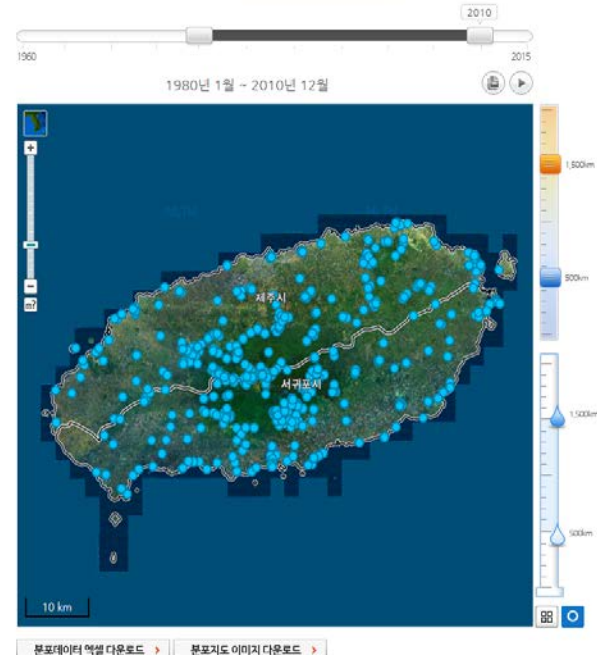 2010
1960
2015
1980년 1월 ~ 2010년 12월
+
1,500km
제주시
500km
−
m²
서귀포시
1,500km
500km
10 km
분포데이터 엑셀 다운로드 >
분포지도 이미지 다운로드 >